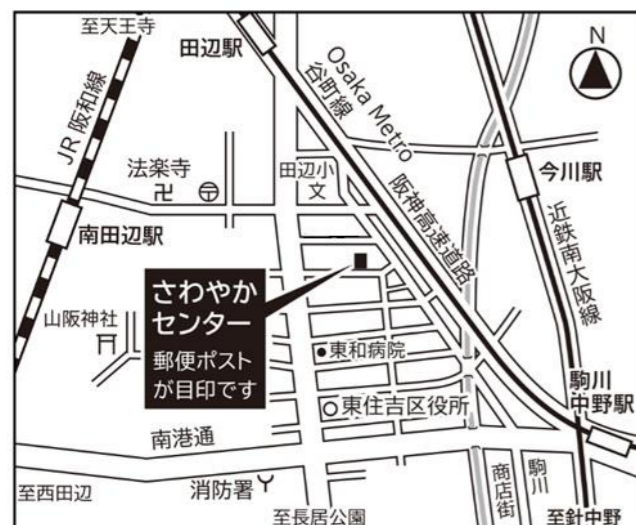 至天王寺
田辺駅
N
JR阪和線
Osaka Metro
谷町線
法楽寺
田辺小
文
今川駅
阪神高速道路
南田辺駅
近鉄南大阪線
さわやか
センター
郵便ポスト
が目印です
山阪神社
東和病院
駒川
中野駅
東住吉区役所
南港通
至西田辺
消防署
商店街
駒川
至長居公園
至針中野